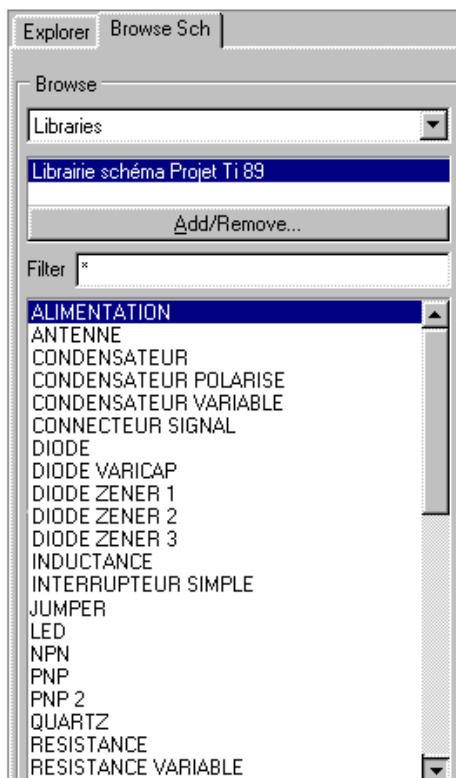 Explorer
Browse Sch
Browse
Libraries
Librairie schéma Projet Ti 89
Add/Remove...
Filter *
ALIMENTATION
ANTENNE
CONDENSATEUR
CONDENSATEUR POLARISE
CONDENSATEUR VARIABLE
CONNECTEUR SIGNAL
DIODE
DIODE VARICAP
DIODE ZENER 1
DIODE ZENER 2
DIODE ZENER 3
INDUCTANCE
INTERRUPTEUR SIMPLE
JUMPER
LED
NPN
PNP
PNP 2
QUARTZ
RESISTANCE
RESISTANCE VARIABLE